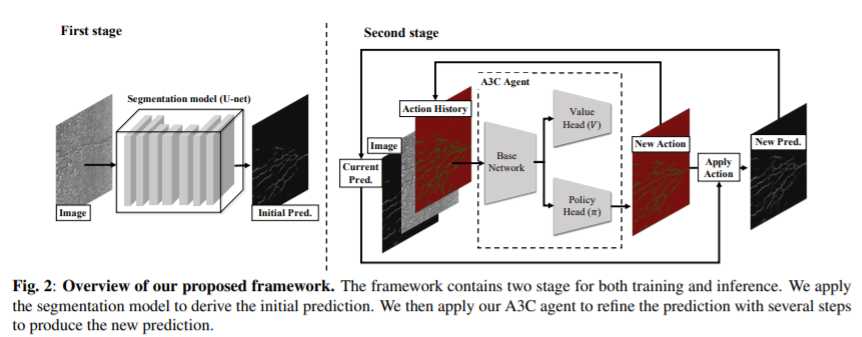 First stage
Second stage
Segmentation model (U-net)
Image
Initial Pred.
A3C Agent
Action History
Image
Current
Pred.
Base
Network
Value
Head (V)
Policy
Head (π)
New Action
Apply
Action
New Pred.
Fig. 2: Overview of our proposed framework. The framework contains two stage for both training and inference. We apply
the segmentation model to derive the initial prediction. We then apply our A3C agent to refine the prediction with several steps
to produce the new prediction.